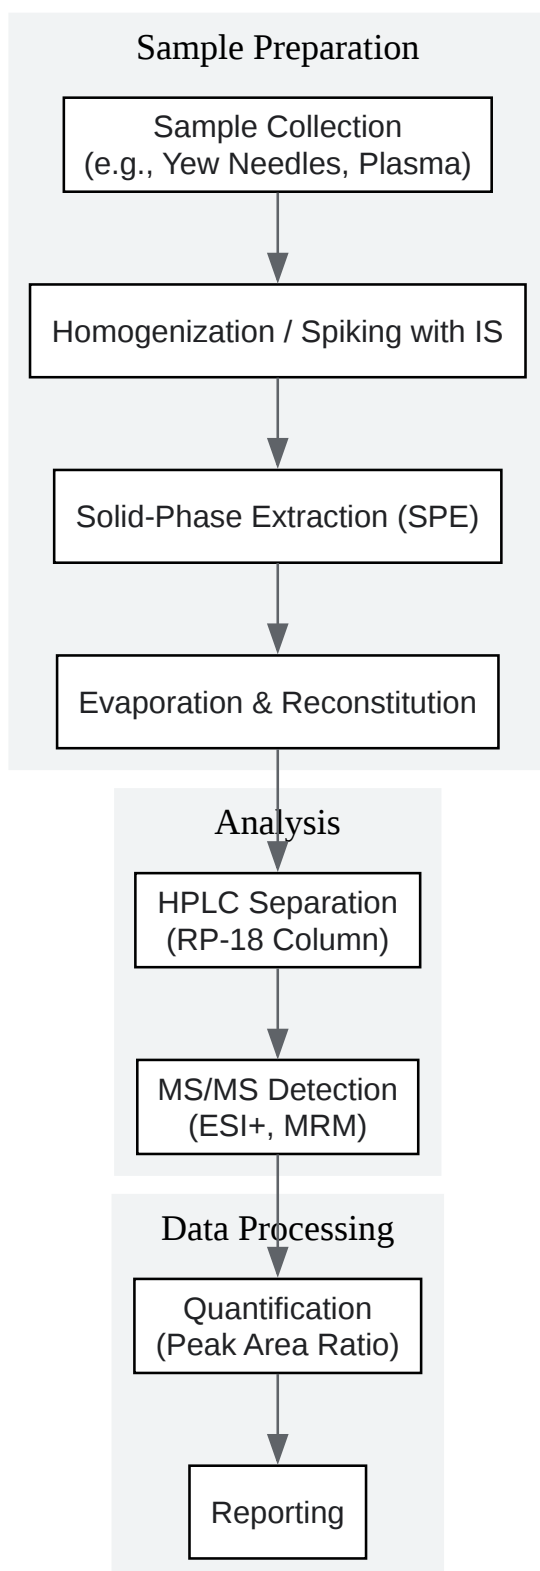 Sample Preparation
Sample Collection
(e.g., Yew Needles, Plasma)
Homogenization / Spiking with IS
Solid-Phase Extraction (SPE)
Evaporation & Reconstitution
Analysis
HPLC Separation
(RP-18 Column)
MS/MS Detection
(ESI+, MRM)
Data Processing
Quantification
(Peak Area Ratio)
Reporting